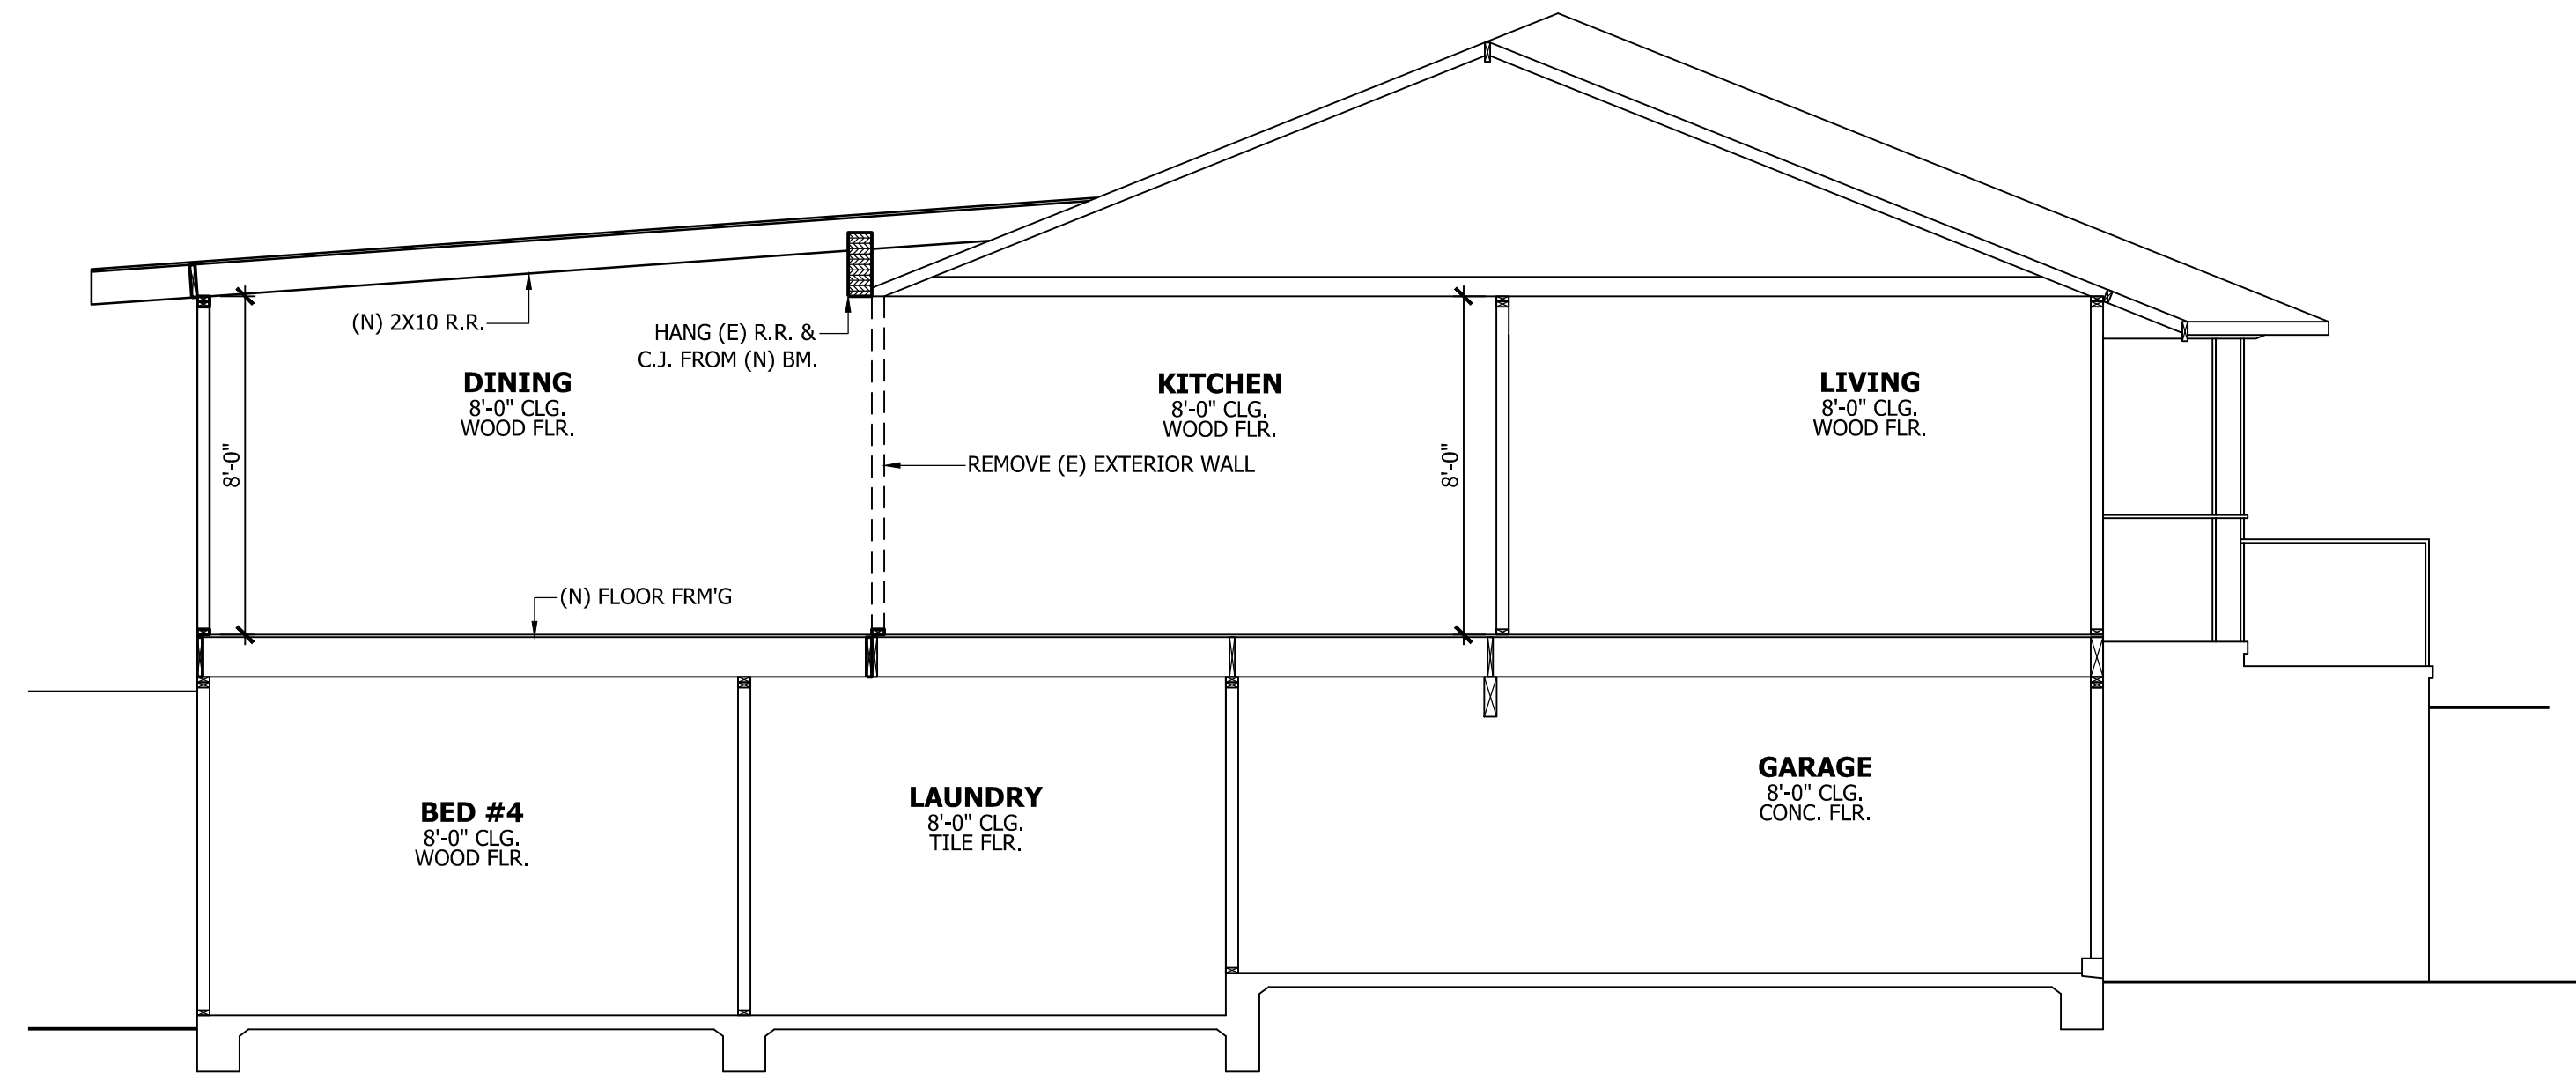 (N) 2X10 R.R.
HANG (E) R.R. &
C.J. FROM (N) BM.
DINING
8'-0" CLG.
WOOD FLR.
KITCHEN
8'-0" CLG.
WOOD FLR.
LIVING
8'-0" CLG.
WOOD FLR.
8'-0"
8'-0"
REMOVE (E) EXTERIOR WALL
(N) FLOOR FRM'G
BED #4
8'-0" CLG.
WOOD FLR.
LAUNDRY
8'-0" CLG.
TILE FLR.
GARAGE
8'-0" CLG.
CONC. FLR.